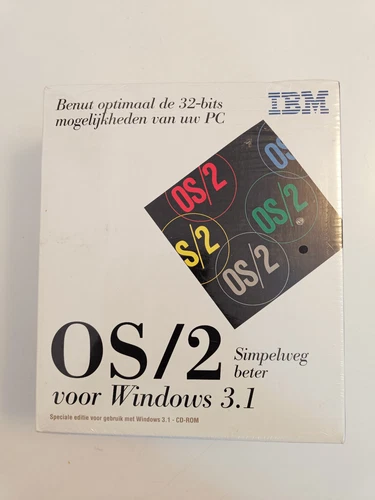 Benut optimaal de 32-bits
mogelijkheden van uw PC
IBM
OS
OS/2
OS/2
S/2
OS/2
OS/2
Simpelweg
beter
voor Windows 3.1
Speciale editie voor gebruik met Windows 3.1 - CD-ROM